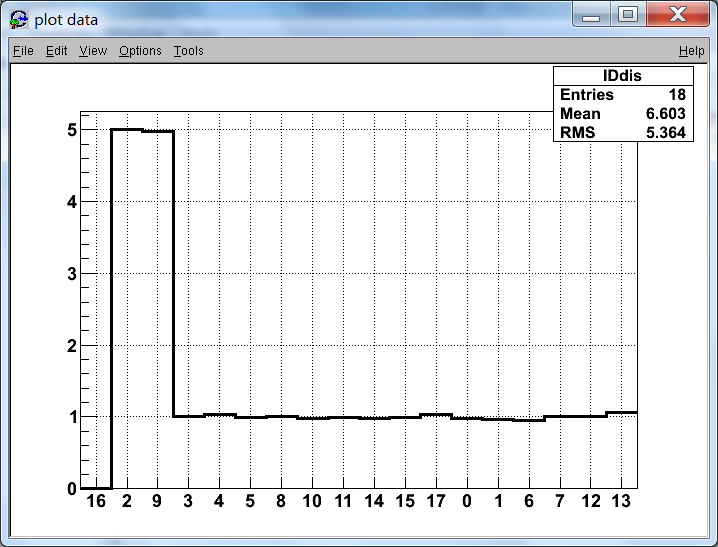 plot data
File Edit View Options Tools Help
IDdis
Entries 18
Mean 6.603
RMS 5.364
5
4
3
2
1
0
16 2 9 3 4 5 8 10 11 14 15 17 0 1 6 7 12 13